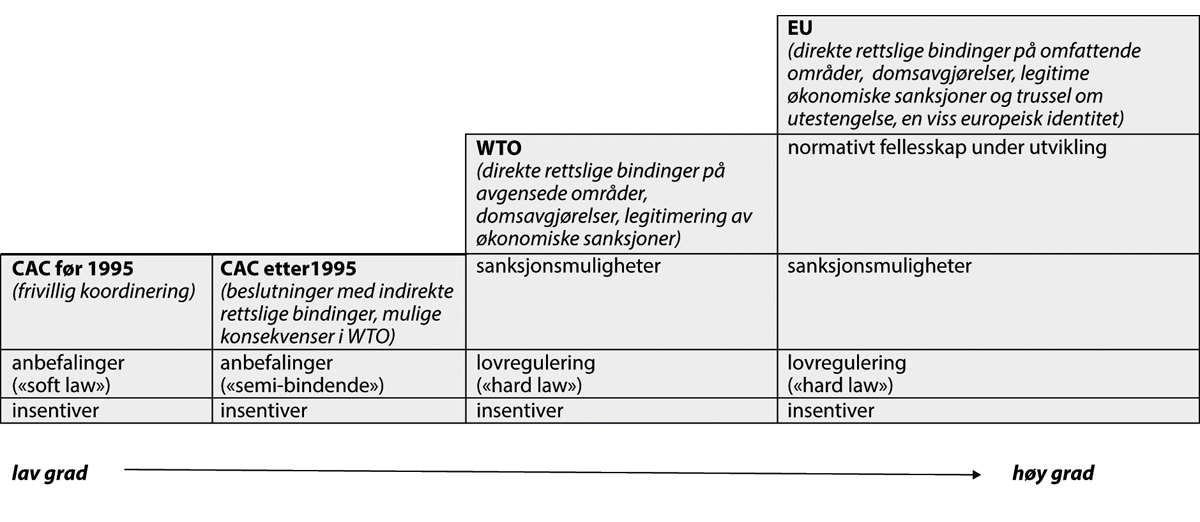 EU
(direkte rettslige bindinger på omfattende
områder, domsavgjørelser, legitime
økonomiske sanksjoner og trussel om
utestengelse, en viss europeisk identitet)
WTO
(direkte rettslige bindinger på
avgensede områder,
domsavgjørelser, legitimering av
økonomiske sanksjoner)
normativt fellesskap under utvikling
CAC før 1995
(frivillig koordinering)
CAC etter1995
(beslutninger med indirekte
rettslige bindinger, mulige
konsekvenser i WTO)
sanksjonsmuligheter
sanksjonsmuligheter
anbefalinger
(«soft law»)
anbefalinger
(«semi-bindende»)
lovregulering
(«hard law»)
lovregulering
(«hard law»)
insentiver
insentiver
insentiver
insentiver
lav grad
høy grad